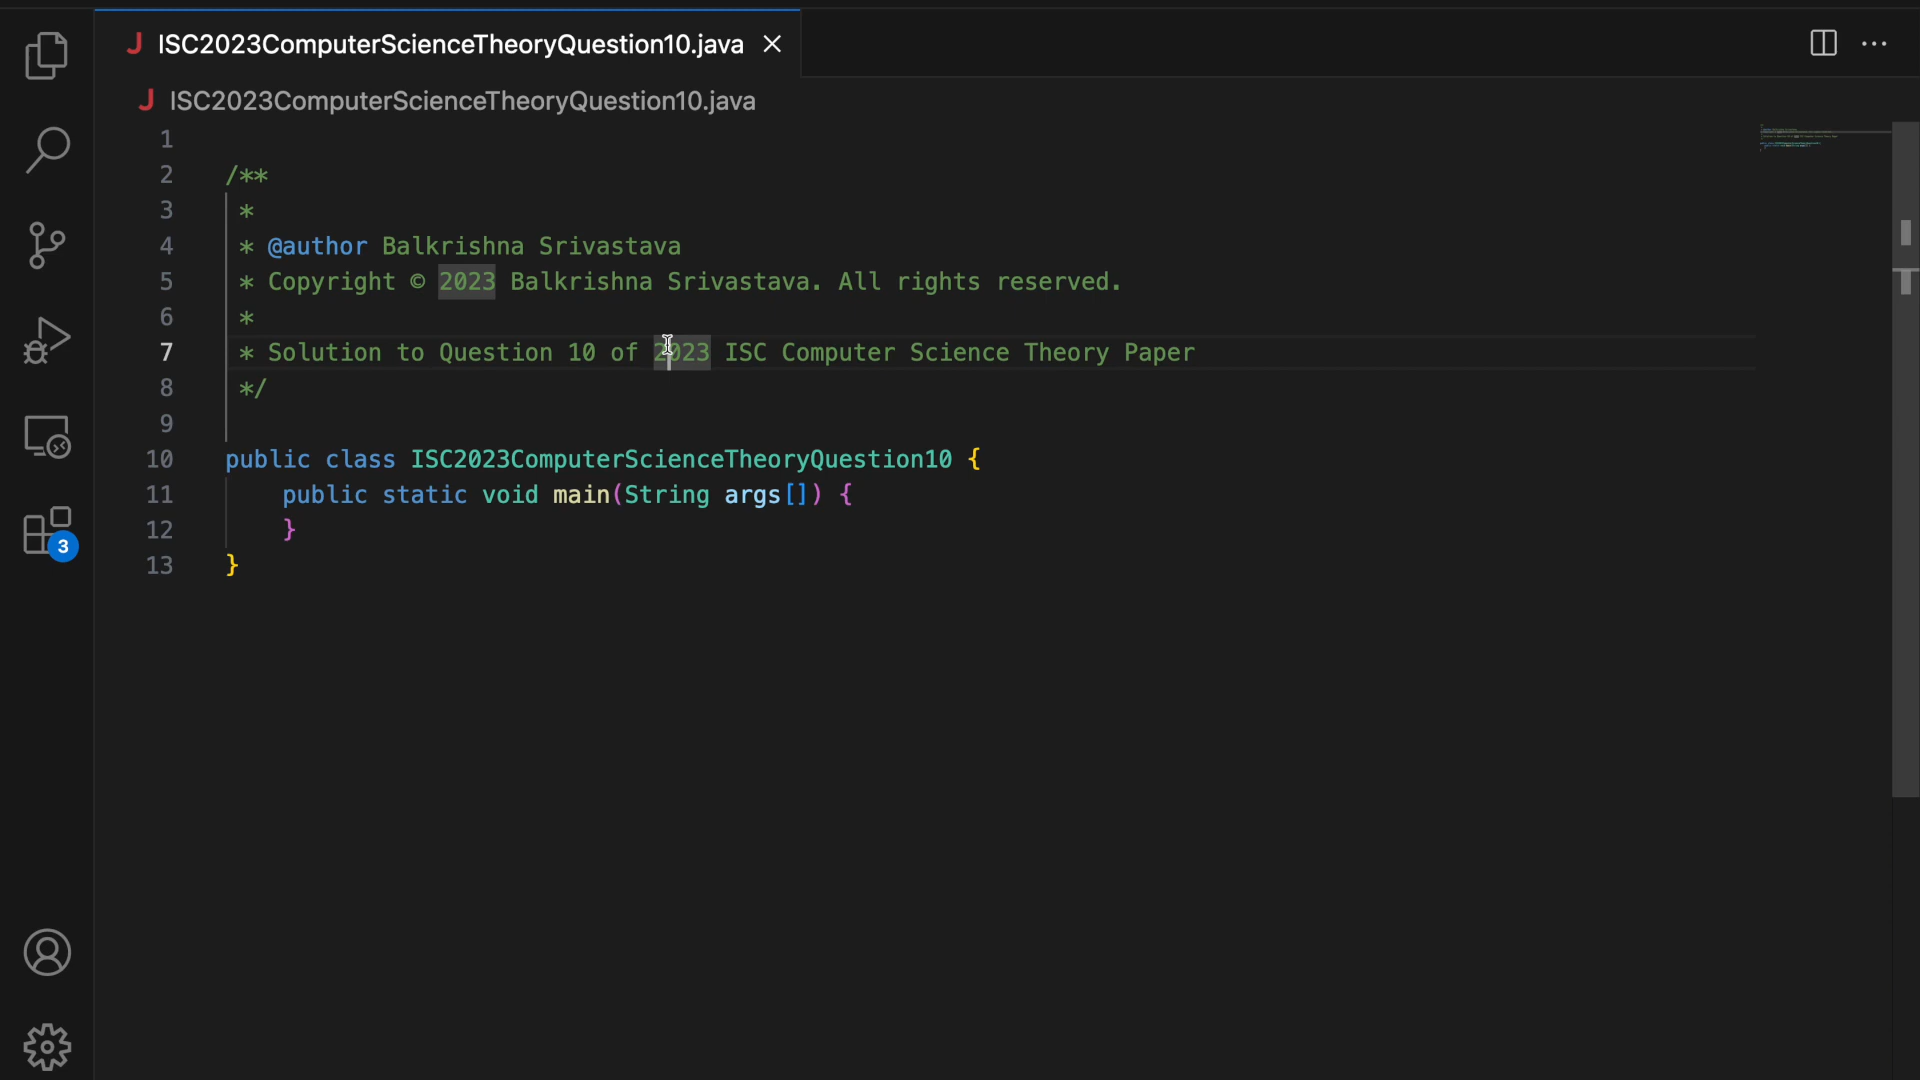 J ISC2023ComputerScienceTheoryQuestion10.java
J ISC2023ComputerScienceTheoryQuestion10.java
1
2 /**
3 *
4 * @author Balkrishna Srivastava
5 * Copyright © 2023 Balkrishna Srivastava. All rights reserved.
6 *
7 * Solution to Question 10 of 2023 ISC Computer Science Theory Paper
8 */
9
10 public class ISC2023ComputerScienceTheoryQuestion10 {
11 public static void main(String args[]) {
12 }
13 }
3